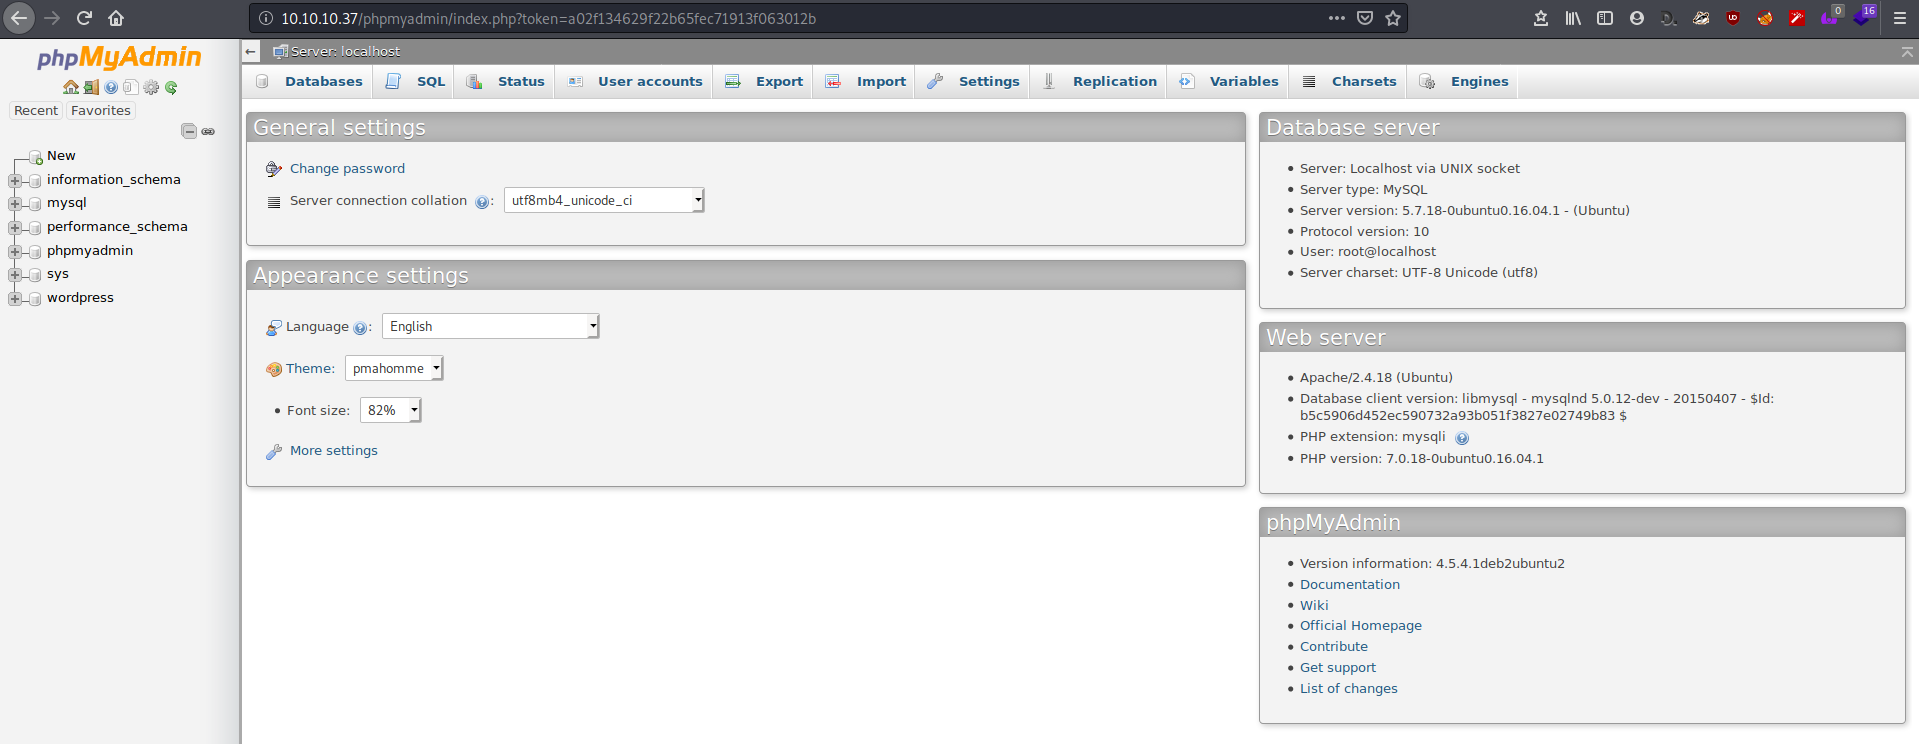 10.10.10.37/phpmyadmin/index.php?token=a02f134629f22b65fec71913f063012b
0
16
phpMyAdmin
Recent Favorites
New
information_schema
mysql
performance_schema
phpmyadmin
sys
wordpress
Server: localhost
Databases SQL Status User accounts Export Import Settings Replication Variables Charsets Engines
General settings
Change password
Server connection collation : utf8mb4_unicode_ci
Appearance settings
Language : English
Theme: pmahomme
Font size: 82%
More settings
Database server
Server: Localhost via UNIX socket
Server type: MySQL
Server version: 5.7.18-0ubuntu0.16.04.1 - (Ubuntu)
Protocol version: 10
User: root@localhost
Server charset: UTF-8 Unicode (utf8)
Web server
Apache/2.4.18 (Ubuntu)
Database client version: libmysql - mysqlnd 5.0.12-dev - 20150407 - $Id:
b5c5906d452ec590732a93b051f3827e02749b83 $
PHP extension: mysqli
PHP version: 7.0.18-0ubuntu0.16.04.1
phpMyAdmin
Version information: 4.5.4.1deb2ubuntu2
Documentation
Wiki
Official Homepage
Contribute
Get support
List of changes